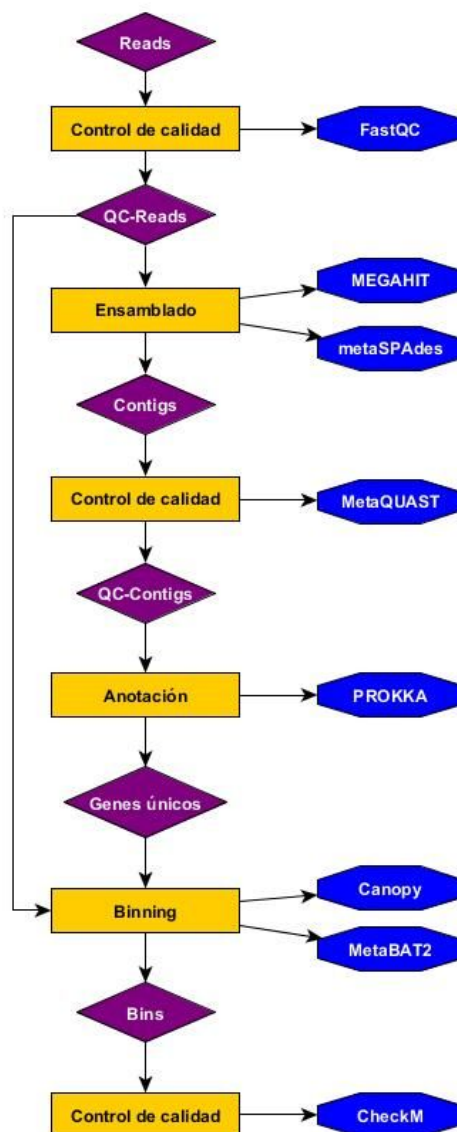 Reads
Control de calidad
FastQC
QC-Reads
MEGAHIT
Ensamblado
metaSPAdes
Contigs
Control de calidad
MetaQUAST
QC-Contigs
Anotación
PROKKA
Genes únicos
Canopy
Binning
MetaBAT2
Bins
Control de calidad
CheckM